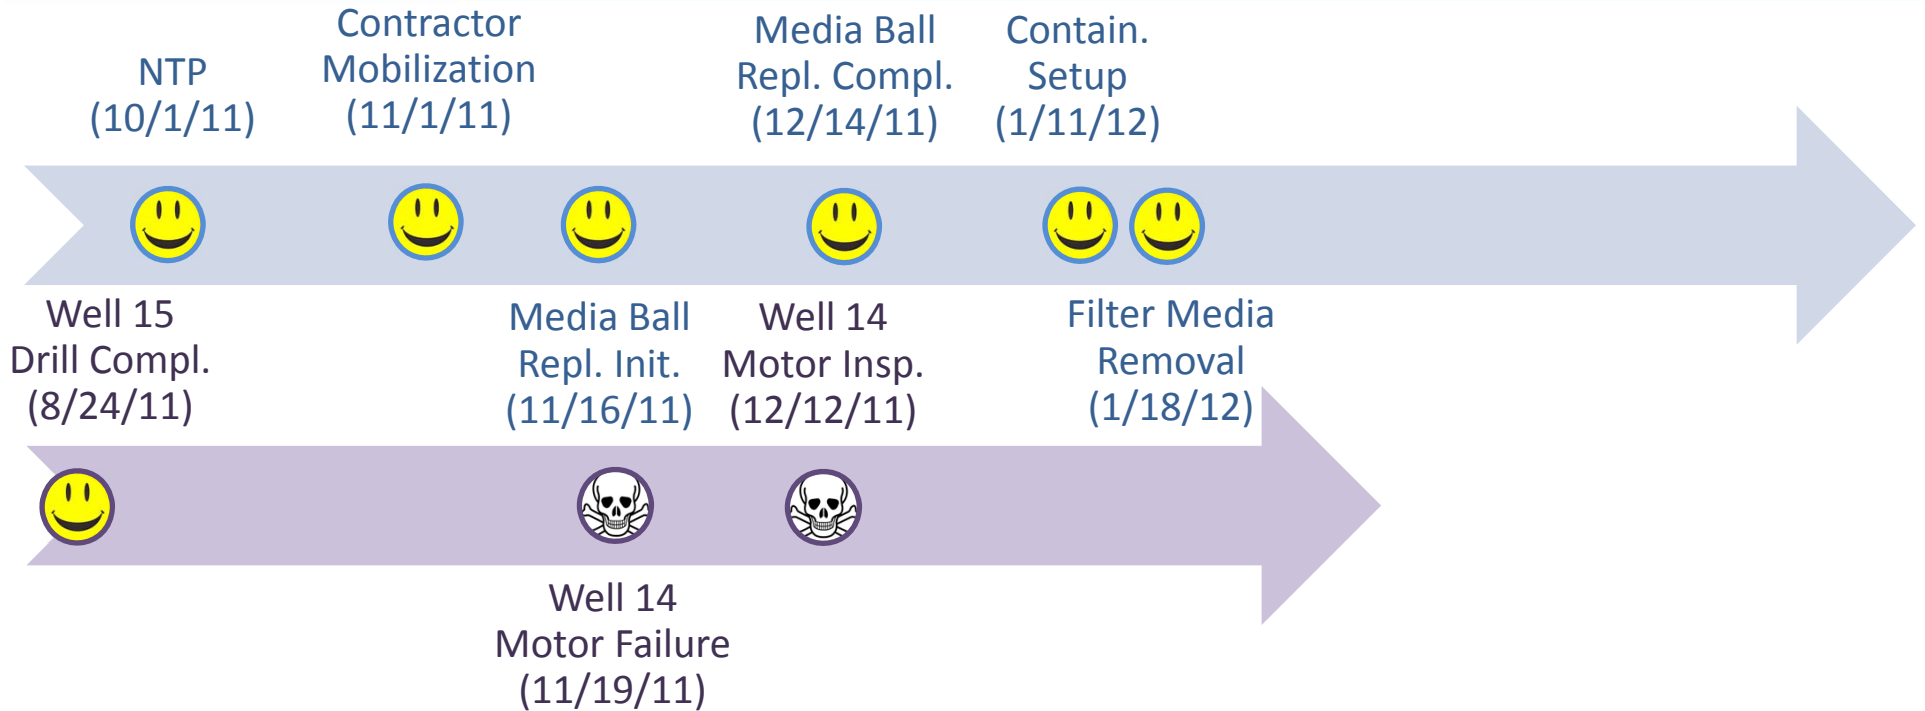 NTP
(10/1/11)
Contractor
Mobilization
(11/1/11)
Media Ball
Repl. Compl.
(12/14/11)
Contain.
Setup
(1/11/12)
Well 15
Drill Compl.
(8/24/11)
Media Ball
Repl. Init.
(11/16/11)
Well 14
Motor Insp.
(12/12/11)
Filter Media
Removal
(1/18/12)
Well 14
Motor Failure
(11/19/11)